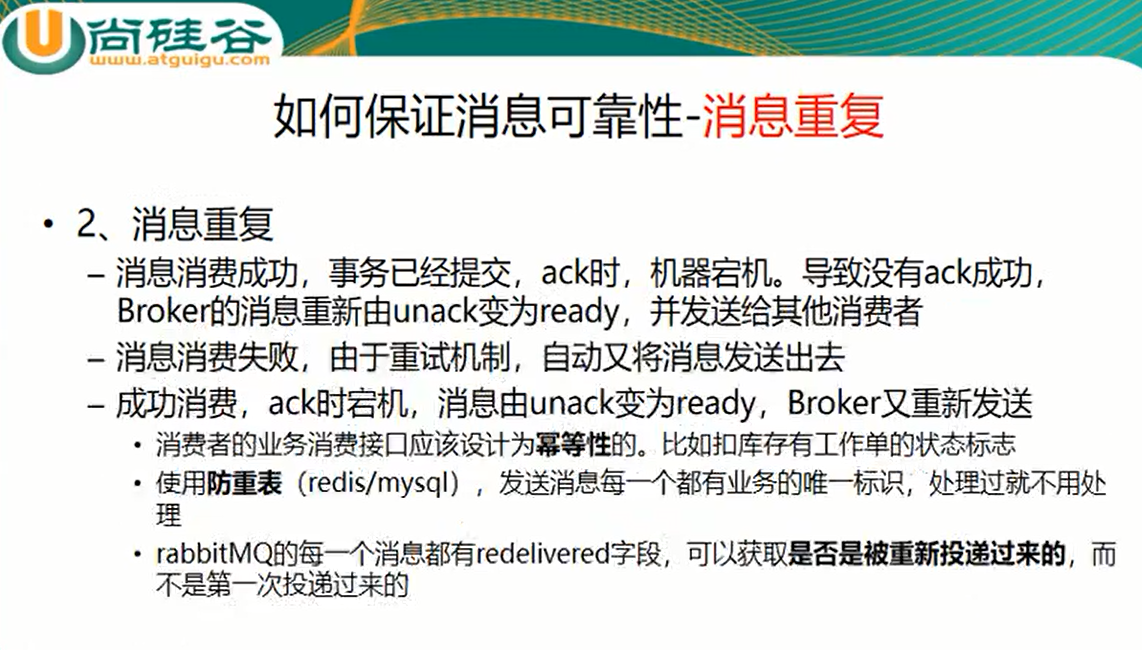 尚硅谷
www.atguigu.com
如何保证消息可靠性-消息重复
• 2、消息重复
– 消息消费成功，事务已经提交，ack时，机器宕机。导致没有ack成功，
Broker的消息重新由unack变为ready，并发送给其他消费者
– 消息消费失败，由于重试机制，自动又将消息发送出去
– 成功消费，ack时宕机，消息由unack变为ready，Broker又重新发送
• 消费者的业务消费接口应该设计为幂等性的。比如扣库存有工作单的状态标志
• 使用防重表（redis/mysql），发送消息每一个都有业务的唯一标识，处理过就不用处
理
• rabbitMQ的每一个消息都有redelivered字段，可以获取是否是被重新投递过来的，而
不是第一次投递过来的